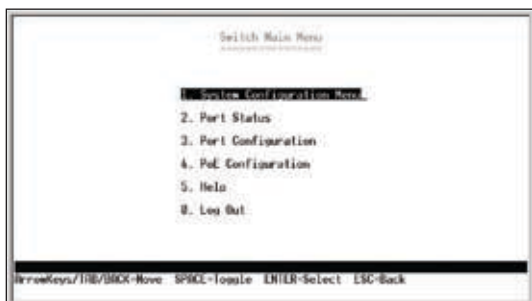 Switch Main Menu
1. System Configuration Menu
2. Port Status
3. Port Configuration
4. PoE Configuration
5. Help
0. Log Out
ArrowKeys/TAB/BACK=Move SPACE=Toggle ENTER=Select ESC=Back